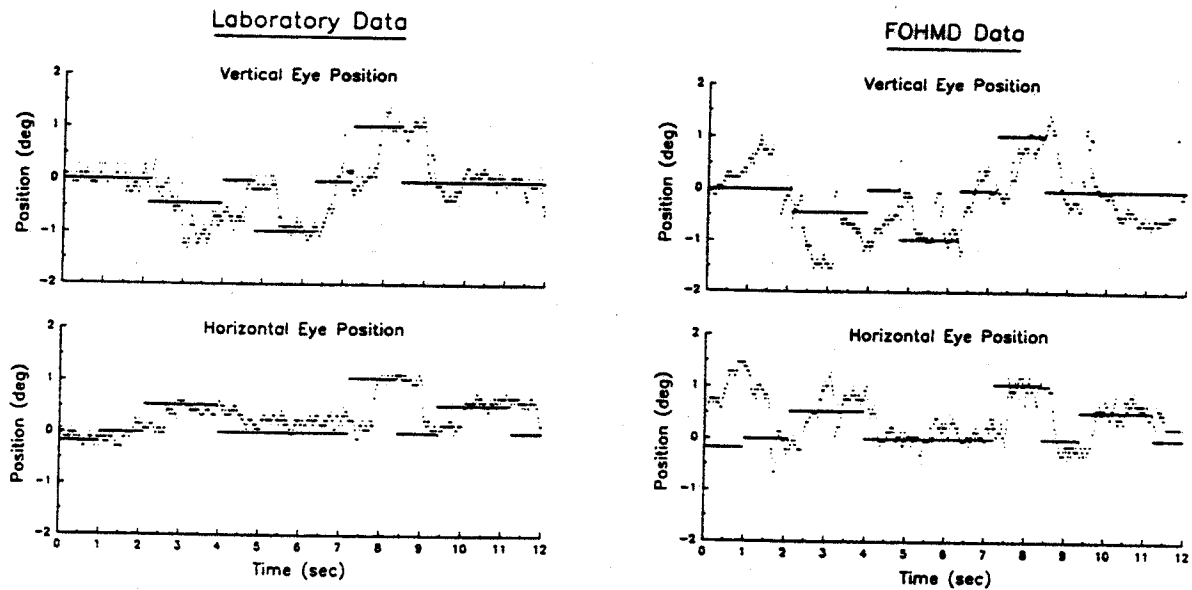 Laboratory Data
Vertical Eye Position
Position (deg)
2
1
0
-1
-2
Horizontal Eye Position
Position (deg)
2
1
0
-1
-2
0 1 2 3 4 5 6 7 8 9 10 11 12
Time (sec)
FOHMD Data
Vertical Eye Position
Position (deg)
2
1
0
-1
-2
Horizontal Eye Position
Position (deg)
2
1
0
-1
-2
0 1 2 3 4 5 6 7 8 9 10 11 12
Time (sec)